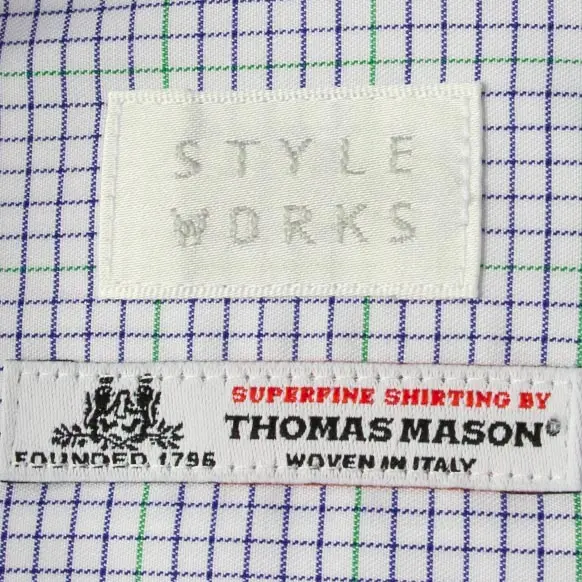 STYLE
WORKS
SUPERFINE SHIRTING BY
THOMAS MASON®
FOUNDED 1796
WOVEN IN ITALY